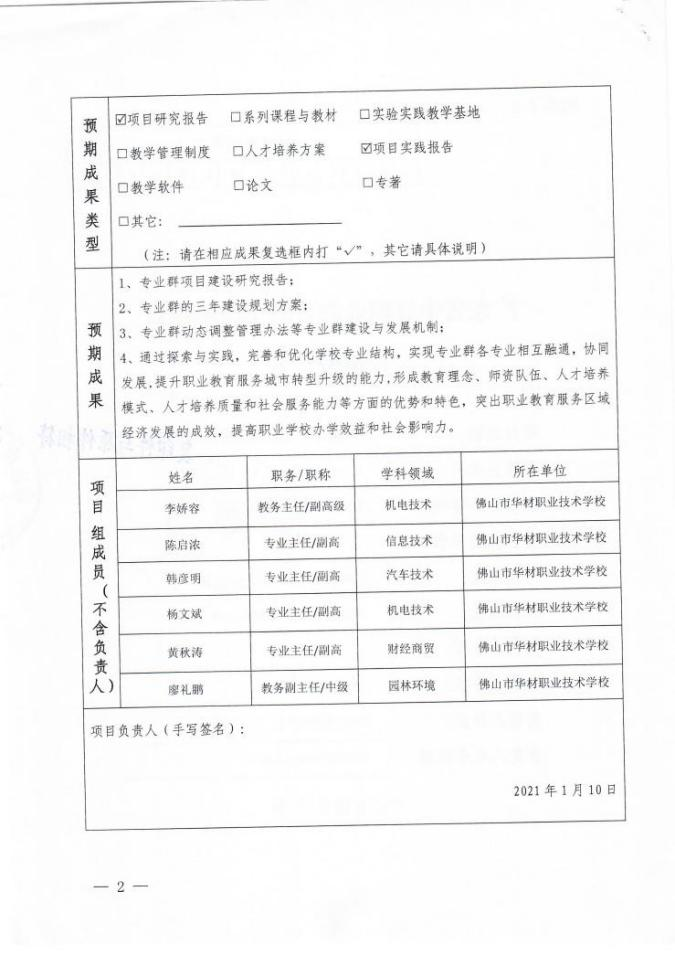 预期成果类型
☑项目研究报告 □系列课程与教材 □实验实践教学基地
□教学管理制度 □人才培养方案 ☑项目实践报告
□教学软件 □论文 □专著
□其它：
（注：请在相应成果复选框内打“✓”，其它请具体说明）
预期成果
1、专业群项目建设研究报告；
2、专业群的三年建设规划方案；
3、专业群动态调整管理办法等专业群建设与发展机制；
4、通过探索与实践，完善和优化学校专业结构，实现专业群各专业相互融通，协同
发展,提升职业教育服务城市转型升级的能力,形成教育理念、师资队伍、人才培养
模式、人才培养质量和社会服务能力等方面的优势和特色，突出职业教育服务区域
经济发展的成效，提高职业学校办学效益和社会影响力。
项目组成员（不含负责人）
姓名 职务/职称 学科领域 所在单位
李娇容 教务主任/副高级 机电技术 佛山市华材职业技术学校
陈启浓 专业主任/副高 信息技术 佛山市华材职业技术学校
韩彦明 专业主任/副高 汽车技术 佛山市华材职业技术学校
杨文斌 专业主任/副高 机电技术 佛山市华材职业技术学校
黄秋涛 专业主任/副高 财经商贸 佛山市华材职业技术学校
廖礼鹏 教务副主任/中级 园林环境 佛山市华材职业技术学校
项目负责人（手写签名）：
2021年1月10日
— 2 —